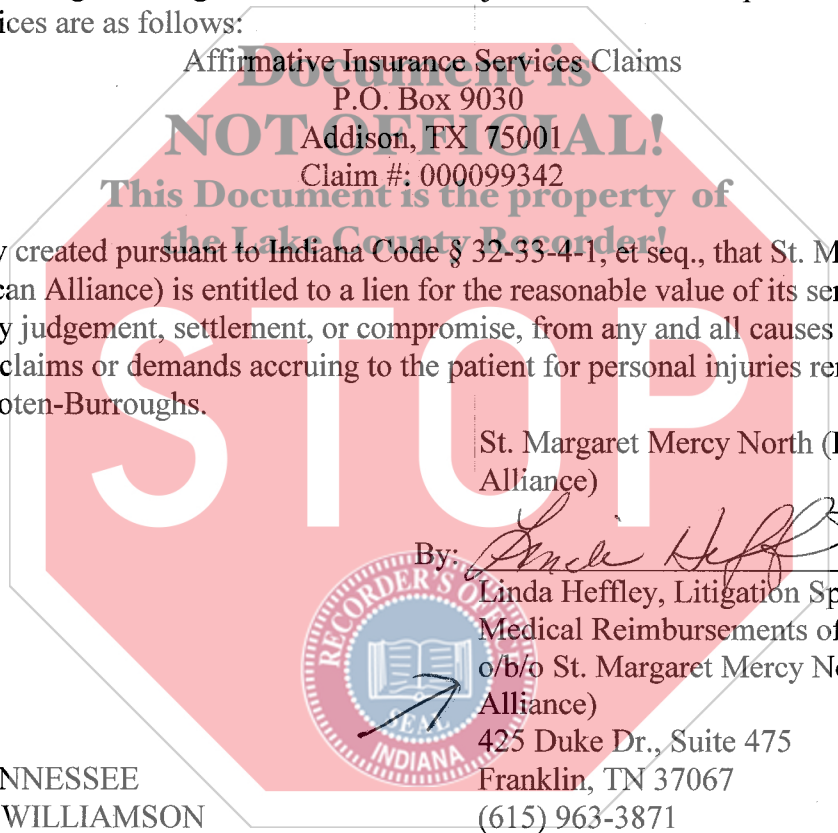 ices are as follows:
Affirmative Insurance Services Claims
P.O. Box 9030
Addison, TX 75001
Claim #: 000099342
Document is
NOT OFFICIAL!
This Document is the property of
the Lake County Recorder!
created pursuant to Indiana Code § 32-33-4-1, et seq., that St. M
can Alliance) is entitled to a lien for the reasonable value of its ser
y judgement, settlement, or compromise, from any and all causes
claims or demands accruing to the patient for personal injuries re
oten-Burroughs.
STOP
St. Margaret Mercy North (
Alliance)
By: Linda Heff
Linda Heffley, Litigation Sp
Medical Reimbursements of
o/b/o St. Margaret Mercy No
Alliance)
425 Duke Dr., Suite 475
Franklin, TN 37067
(615) 963-3871
RECORDER'S OFFICE
SEAL
INDIANA
NNESSEE
WILLIAMSON